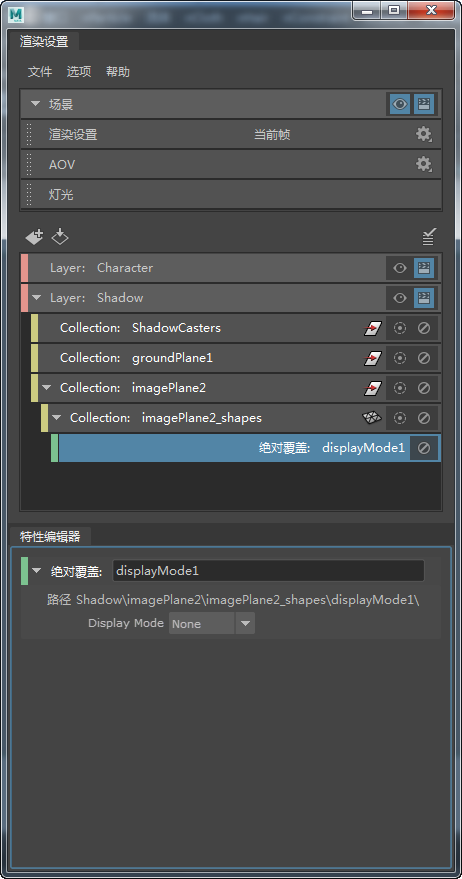 渲染设置
文件 选项 帮助
场景
渲染设置 当前帧
AOV
灯光
Layer: Character
Layer: Shadow
Collection: ShadowCasters
Collection: groundPlane1
Collection: imagePlane2
Collection: imagePlane2_shapes
绝对覆盖: displayMode1
特性编辑器
绝对覆盖: displayMode1
路径 Shadow\imagePlane2\imagePlane2_shapes\displayMode1\
Display Mode None